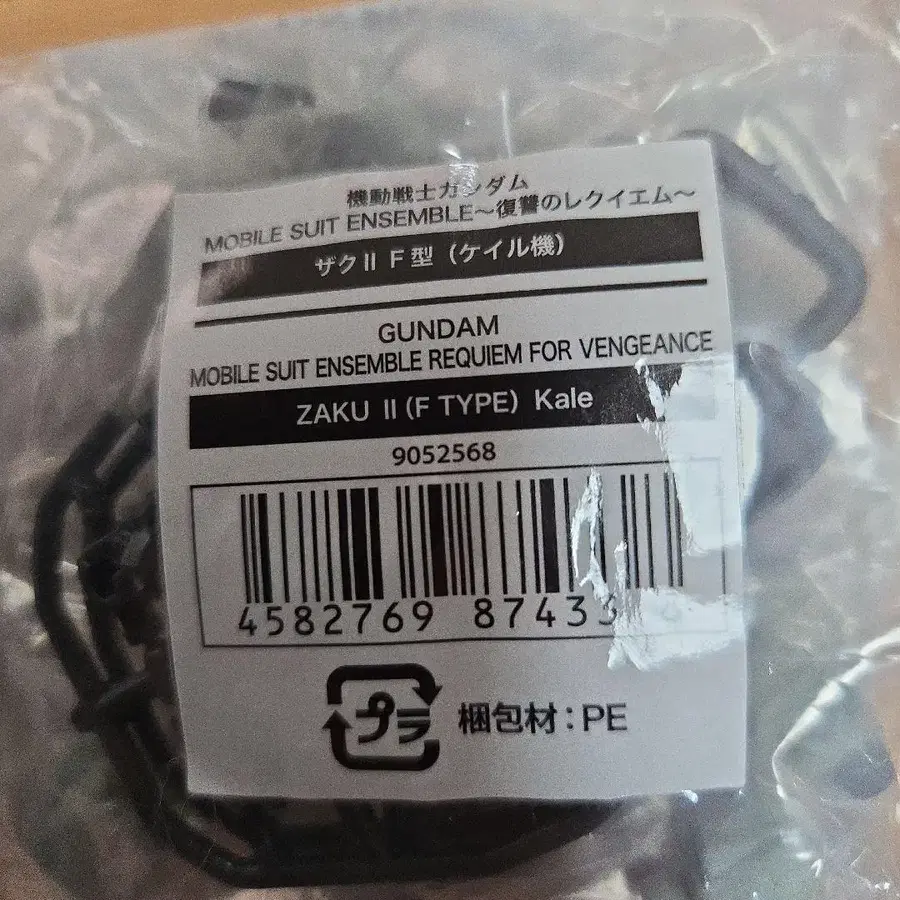 機動戦士ガンダム
MOBILE SUIT ENSEMBLE～復讐のレクイエム～
ザクⅡ F型（ケイル機）
GUNDAM
MOBILE SUIT ENSEMBLE REQUIEM FOR VENGEANCE
ZAKU Ⅱ (F TYPE) Kale
9052568
4582769 87433
プラ 梱包材：PE